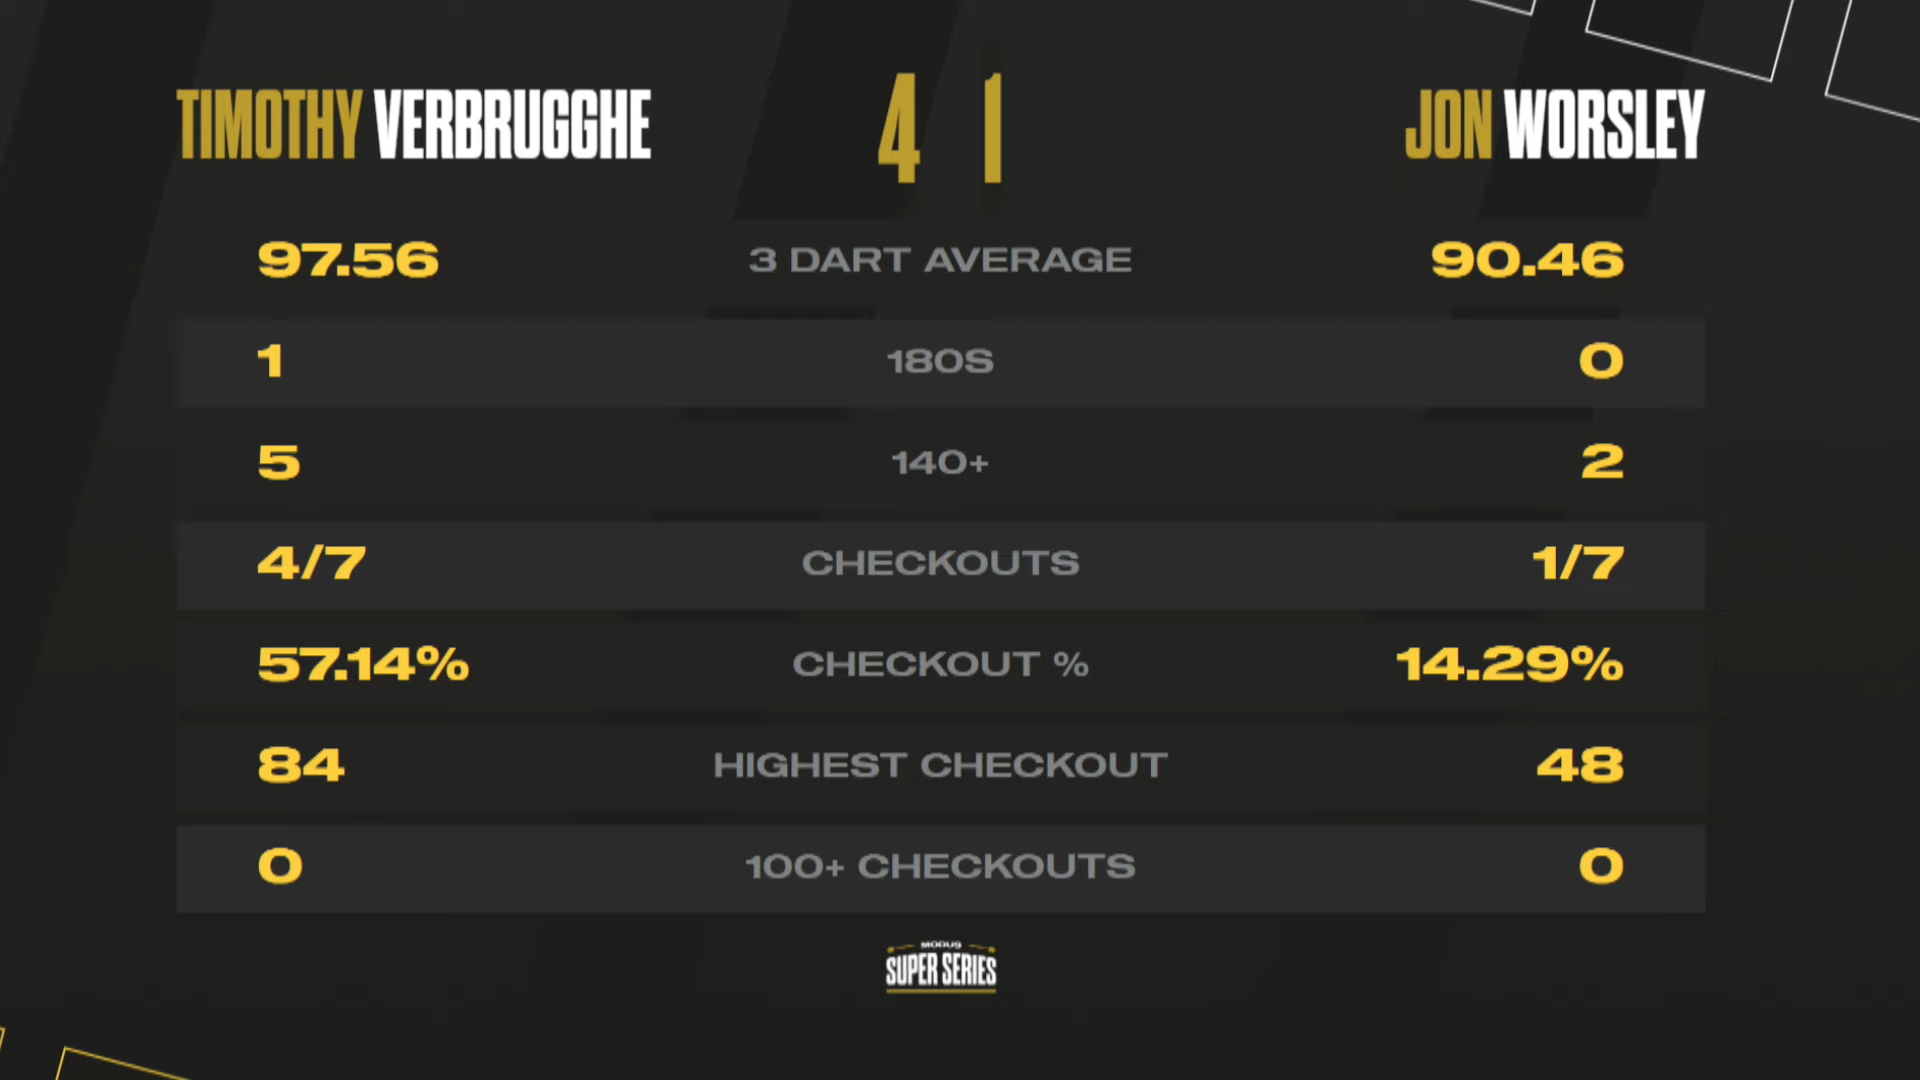 TIMOTHY VERBRUGGHE 4 1 JON WORSLEY
97.56 3 DART AVERAGE 90.46
1 180S 0
5 140+ 2
4/7 CHECKOUTS 1/7
57.14% CHECKOUT % 14.29%
84 HIGHEST CHECKOUT 48
0 100+ CHECKOUTS 0
MODUS
SUPER SERIES